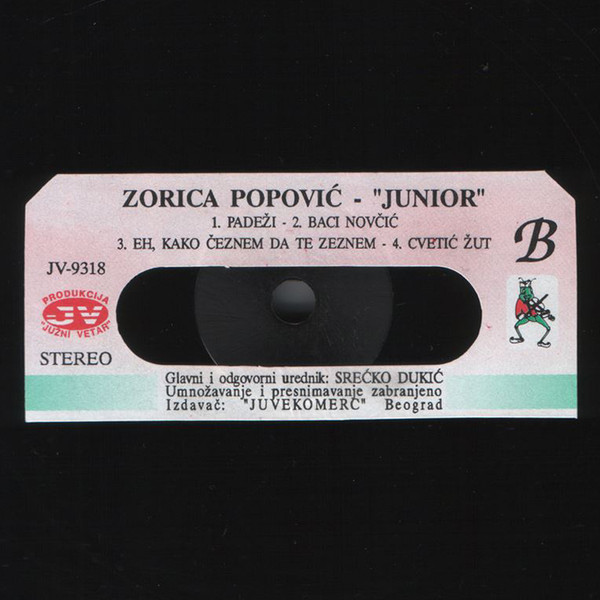 ZORICA POPOVIĆ - "JUNIOR"
1. PADEŽI - 2. BACI NOVČIĆ
3. EH, KAKO ČEZNEM DA TE ZEZNEM - 4. CVETIĆ ŽUT
B
JV-9318
PRODUKCIJA
JV
"JUŽNI VETAR"
STEREO
Glavni i odgovorni urednik: SREĆKO DUKIĆ
Umnožavanje i presnimavanje zabranjeno
Izdavač: "JUVEKOMERC" Beograd